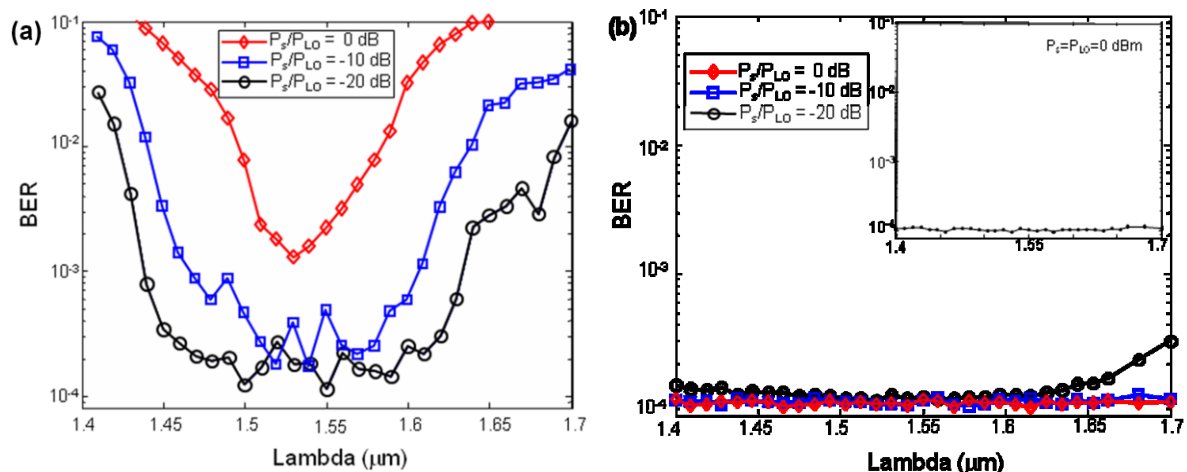 (a)
10-1
10-2
10-3
10-4
BER
Ps/PLO = 0 dB
Ps/PLO = -10 dB
Ps/PLO = -20 dB
1.4 1.45 1.5 1.55 1.6 1.65 1.7
Lambda (μm)
(b)
10-1
10-2
10-3
10-4
BER
Ps/PLO = 0 dB
Ps/PLO = -10 dB
Ps/PLO = -20 dB
Ps=PLO=0 dBm
10-1
10-2
10-3
10-4
1.4 1.55 1.7
1.4 1.45 1.5 1.55 1.6 1.65 1.7
Lambda (μm)